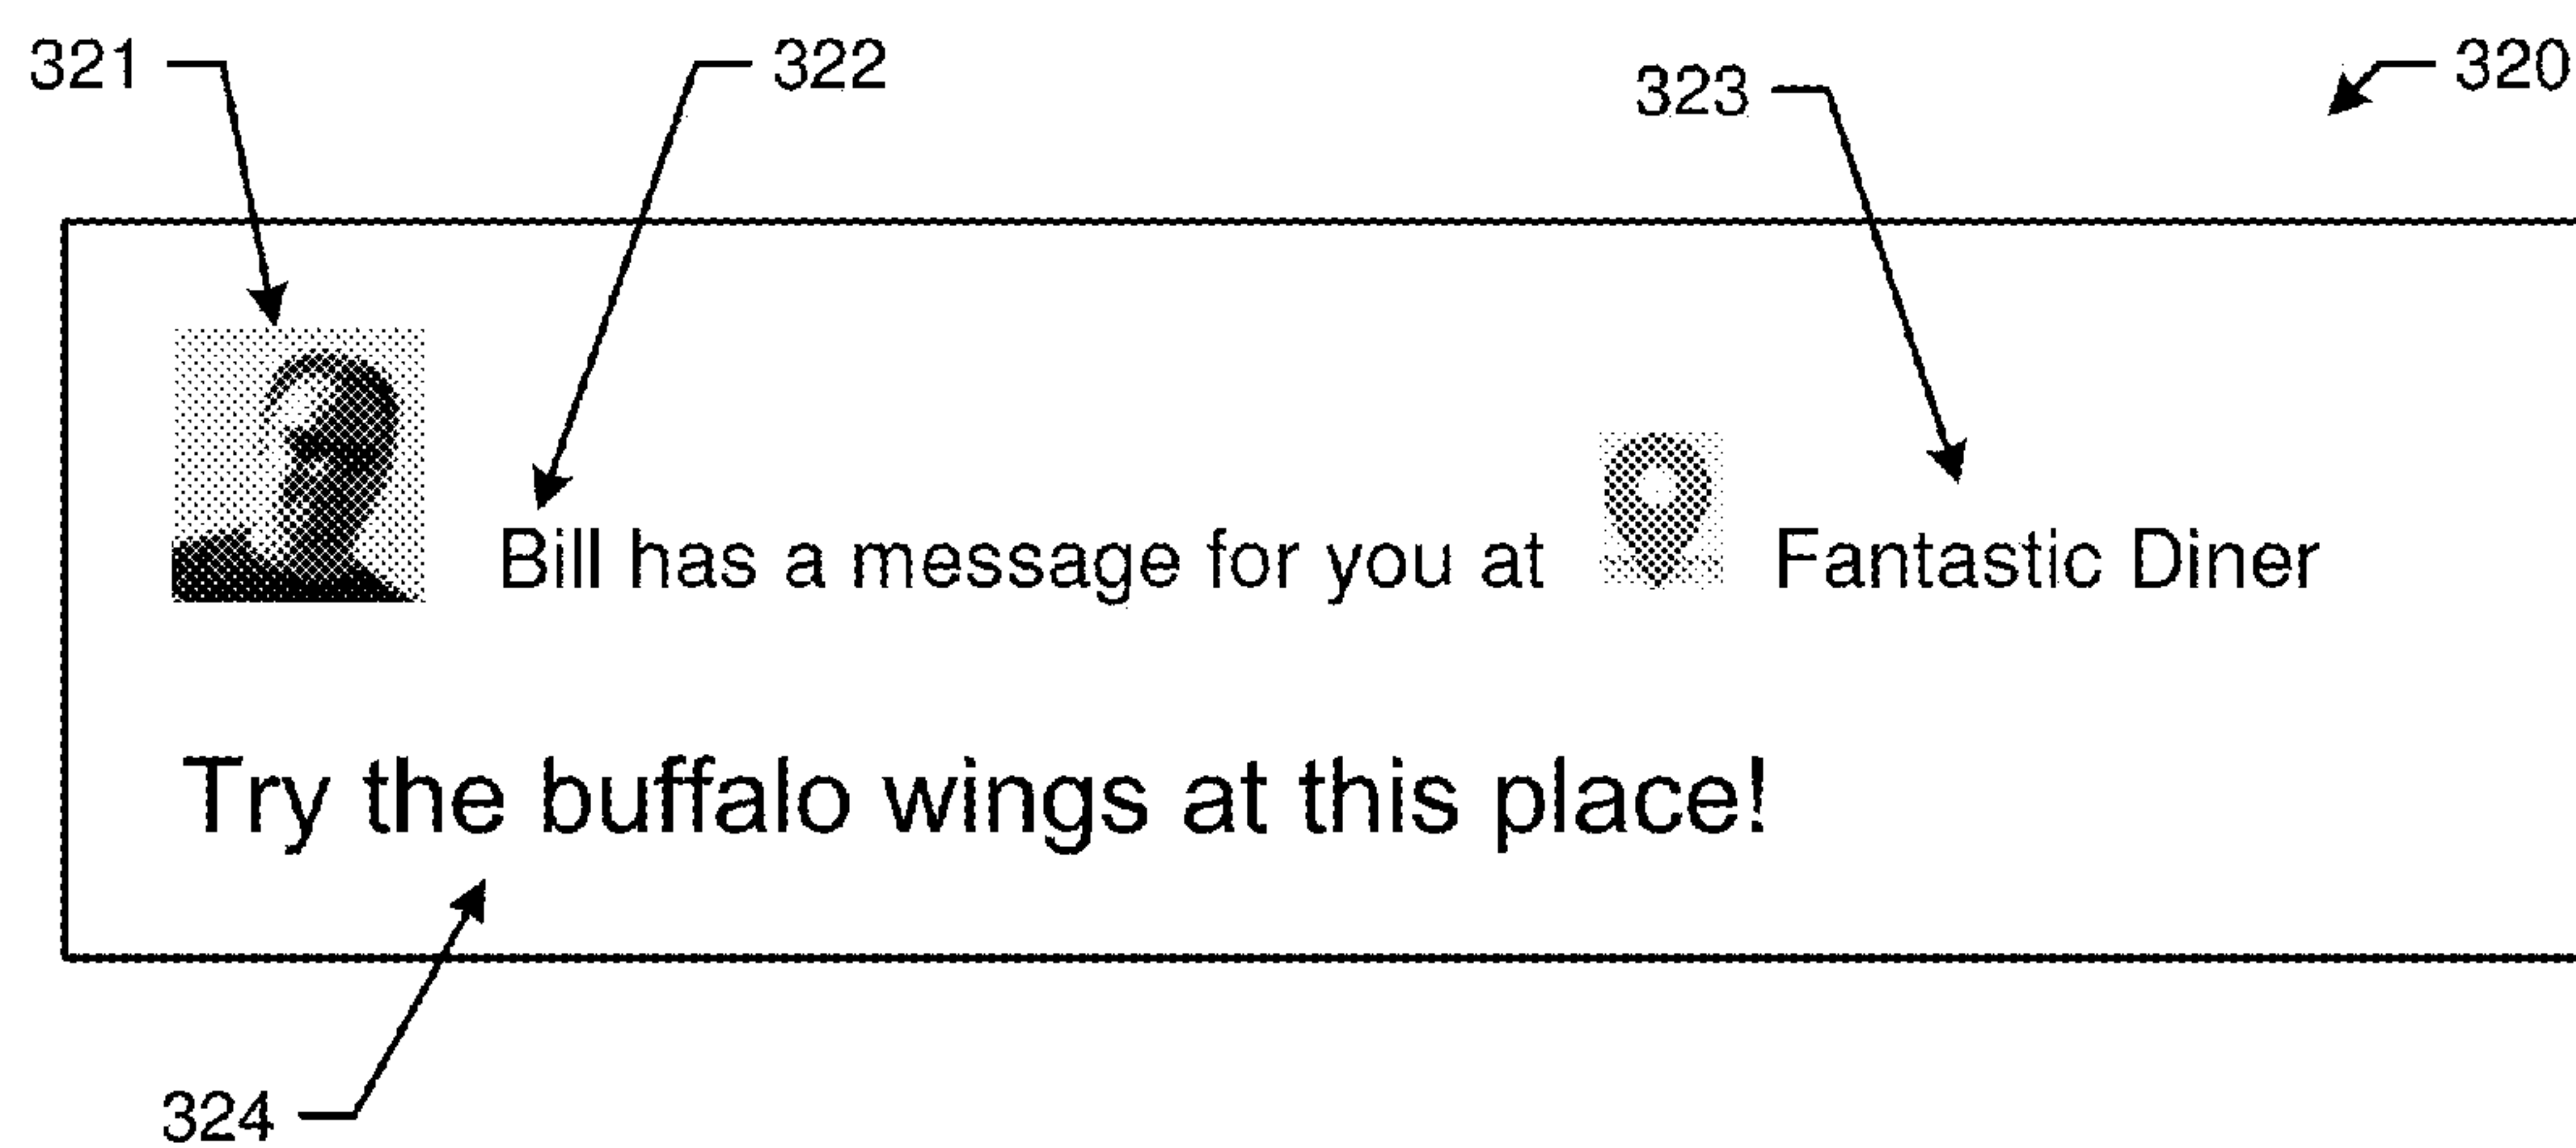 321 322 323 320
Bill has a message for you at Fantastic Diner
Try the buffalo wings at this place!
324